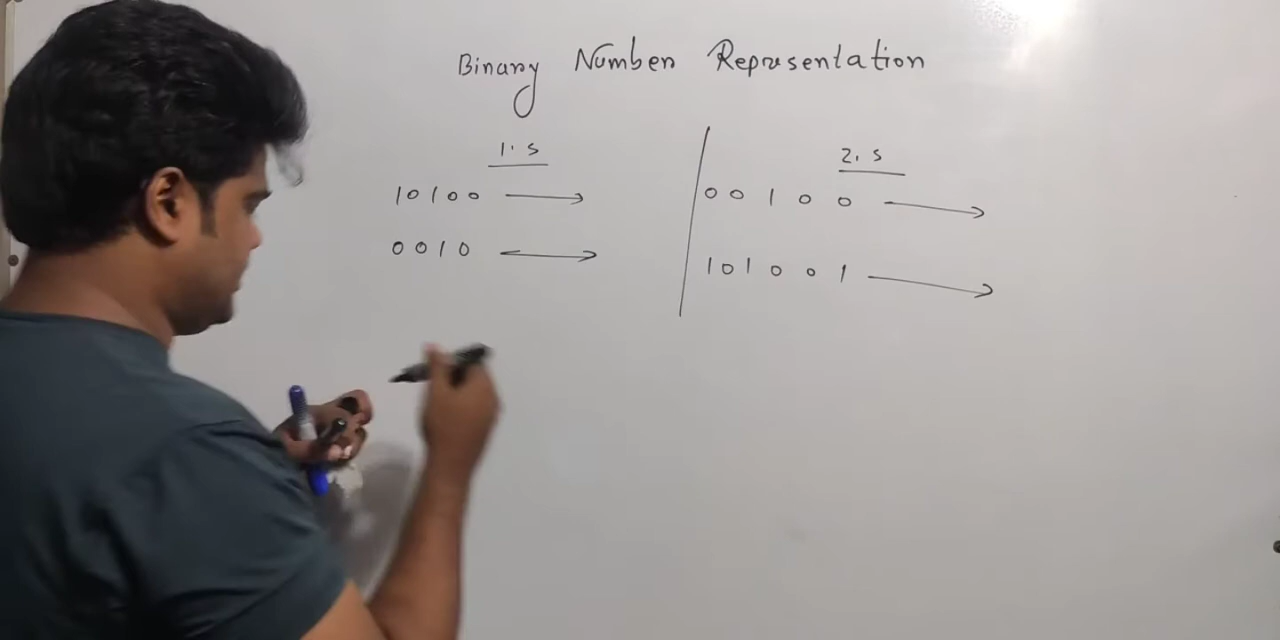 Binary Number Representation
1's
10100 →
0010 ↔
2's
00100 →
101001 →